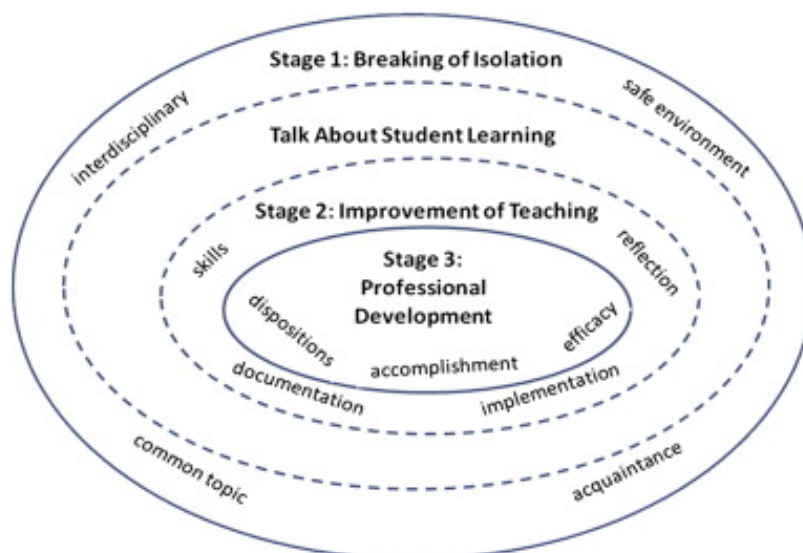 Stage 1: Breaking of Isolation
interdisciplinary
safe environment
Talk About Student Learning
Stage 2: Improvement of Teaching
skills
reflection
Stage 3:
Professional
Development
dispositions
efficacy
accomplishment
documentation
implementation
common topic
acquaintance